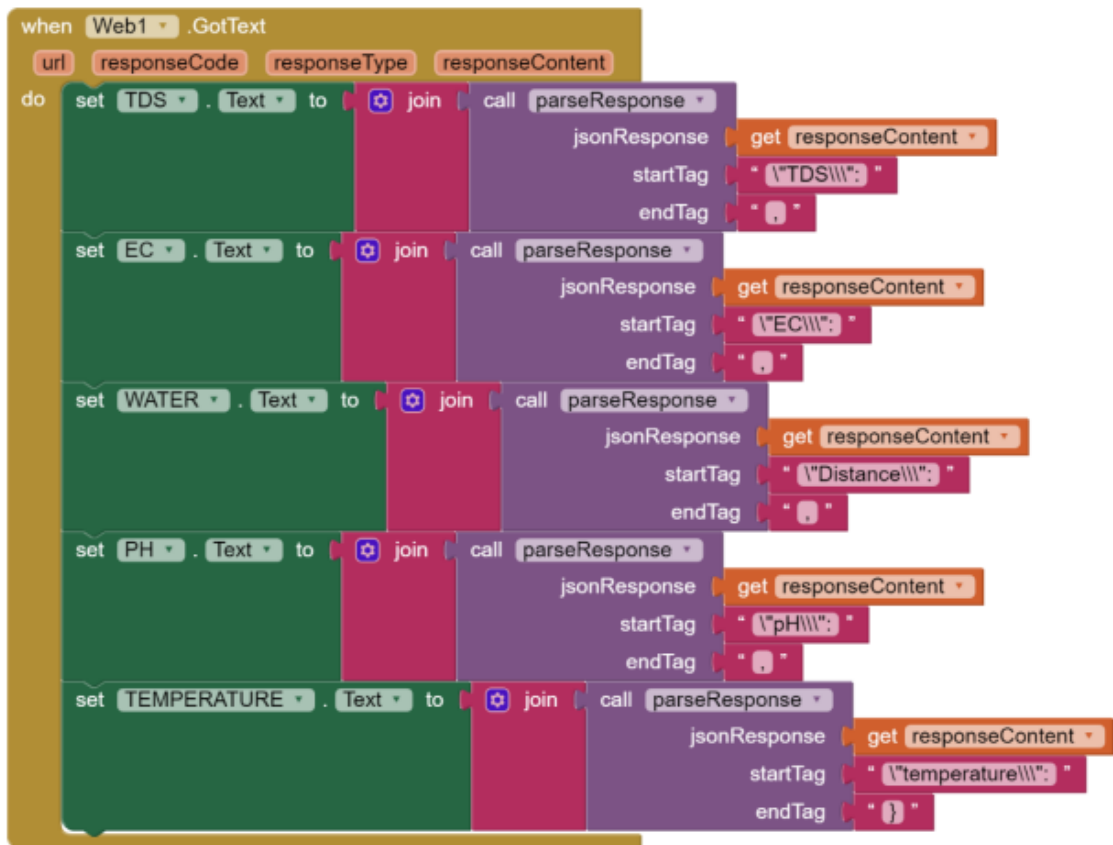 when Web1 .GotText
url responseCode responseType responseContent
do set TDS . Text to join call parseResponse
jsonResponse get responseContent
startTag “ \"TDS\\\": ”
endTag “ , ”
set EC . Text to join call parseResponse
jsonResponse get responseContent
startTag “ \"EC\\\": ”
endTag “ , ”
set WATER . Text to join call parseResponse
jsonResponse get responseContent
startTag “ \"Distance\\\": ”
endTag “ , ”
set PH . Text to join call parseResponse
jsonResponse get responseContent
startTag “ \"pH\\\": ”
endTag “ , ”
set TEMPERATURE . Text to join call parseResponse
jsonResponse get responseContent
startTag “ \"temperature\\\": ”
endTag “ } ”